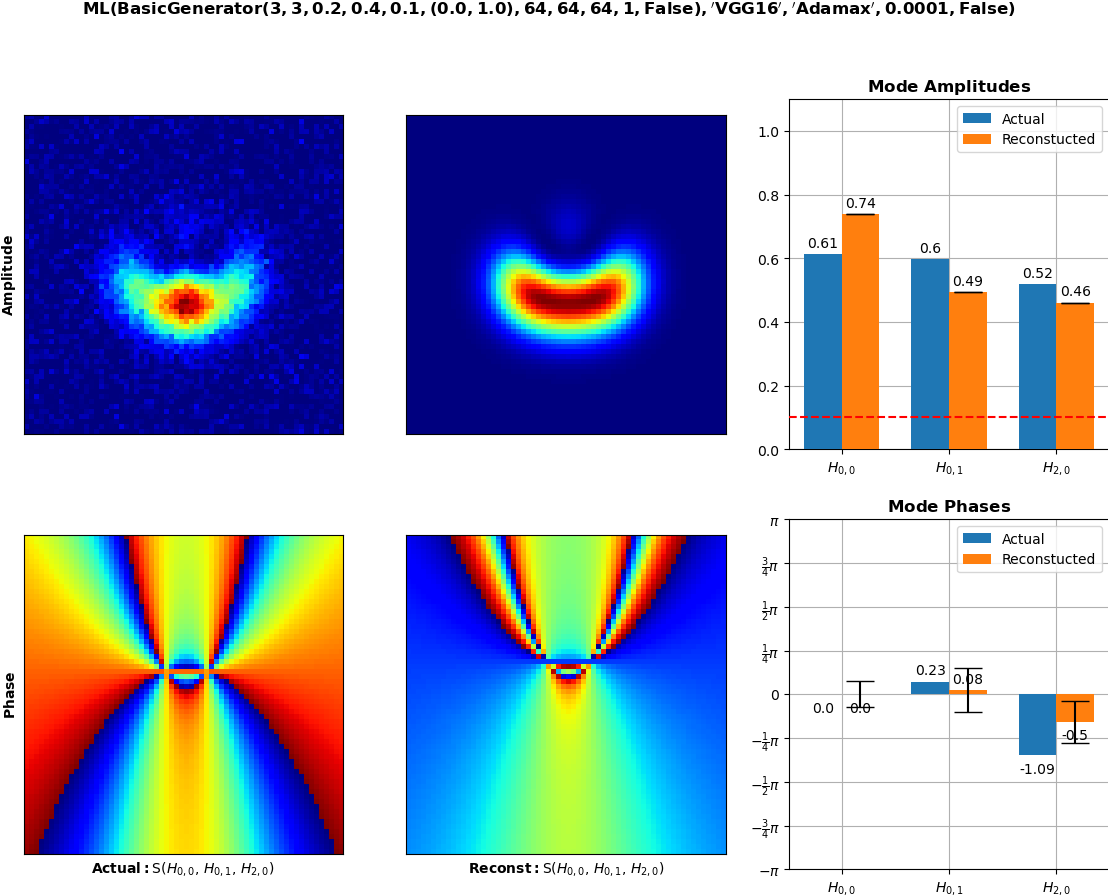 ML(BasicGenerator(3, 3, 0.2, 0.4, 0.1, (0.0, 1.0), 64, 64, 64, 1, False), ′VGG16′, ′Adamax′, 0.0001, False)
Amplitude
Mode Amplitudes
Actual
Reconstucted
1.0
0.8
0.6
0.4
0.2
0.0
0.61
0.74
0.6
0.49
0.52
0.46
H0,0
H0,1
H2,0
Phase
Actual: S(H0,0, H0,1, H2,0)
Reconst: S(H0,0, H0,1, H2,0)
Mode Phases
Actual
Reconstucted
π
3/4π
1/2π
1/4π
0
−1/4π
−1/2π
−3/4π
−π
0.0
0.0
0.23
0.08
-1.09
-0.5
H0,0
H0,1
H2,0